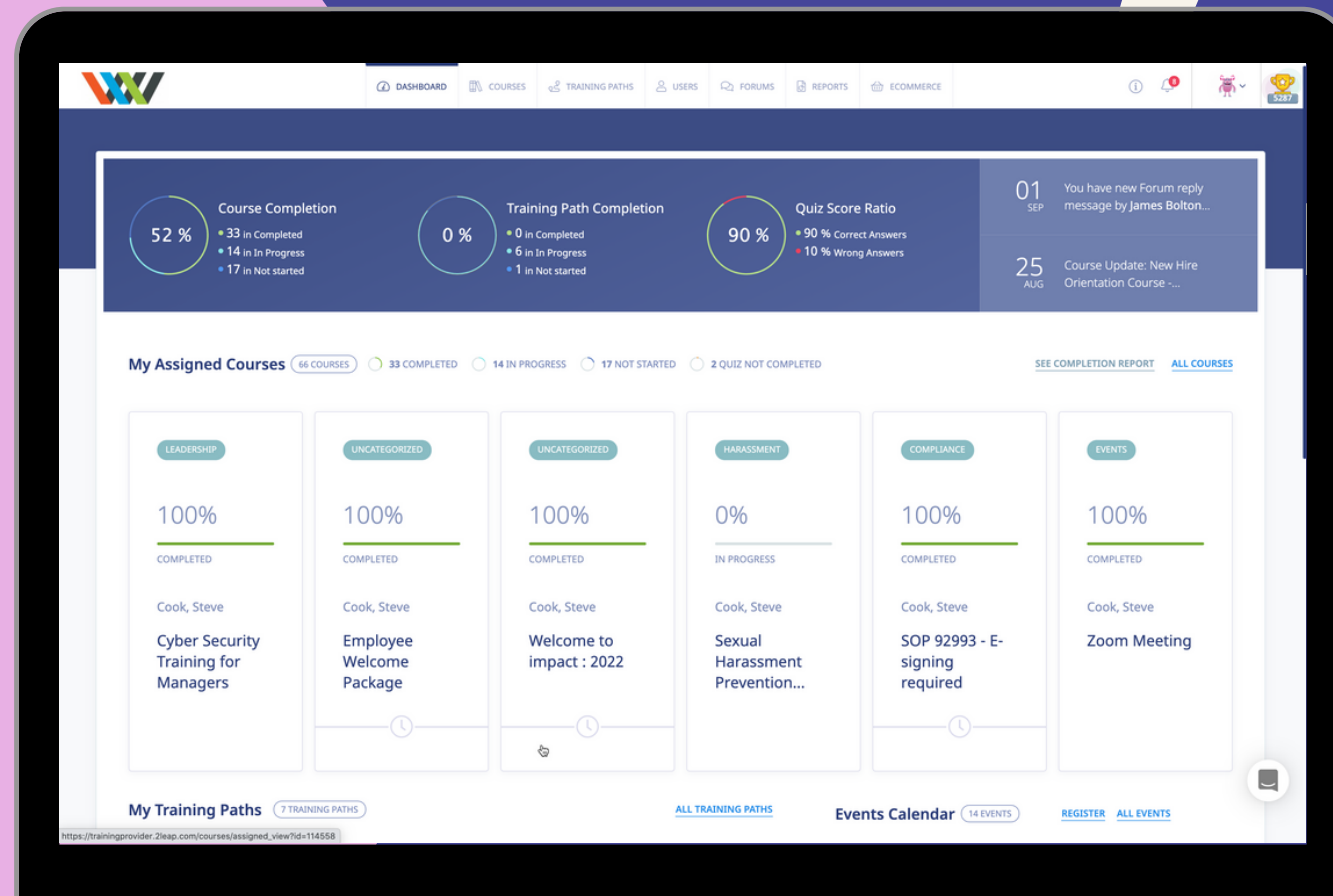 DASHBOARD
COURSES
TRAINING PATHS
USERS
FORUMS
REPORTS
ECOMMERCE
8
5287
52 %
Course Completion
33 in Completed
14 in In Progress
17 in Not started
0 %
Training Path Completion
0 in Completed
6 in In Progress
1 in Not started
90 %
Quiz Score Ratio
90 % Correct Answers
10 % Wrong Answers
01
SEP
You have new Forum reply
message by James Bolton...
25
AUG
Course Update: New Hire
Orientation Course -...
My Assigned Courses
66 COURSES
33 COMPLETED
14 IN PROGRESS
17 NOT STARTED
2 QUIZ NOT COMPLETED
SEE COMPLETION REPORT
ALL COURSES
LEADERSHIP
100%
COMPLETED
Cook, Steve
Cyber Security
Training for
Managers
UNCATEGORIZED
100%
COMPLETED
Cook, Steve
Employee
Welcome
Package
UNCATEGORIZED
100%
COMPLETED
Cook, Steve
Welcome to
impact : 2022
HARASSMENT
0%
IN PROGRESS
Cook, Steve
Sexual
Harassment
Prevention...
COMPLIANCE
100%
COMPLETED
Cook, Steve
SOP 92993 - E-
signing
required
EVENTS
100%
COMPLETED
Cook, Steve
Zoom Meeting
My Training Paths
7 TRAINING PATHS
ALL TRAINING PATHS
Events Calendar
14 EVENTS
REGISTER
ALL EVENTS
https://trainingprovider.2leap.com/courses/assigned_view?id=114558